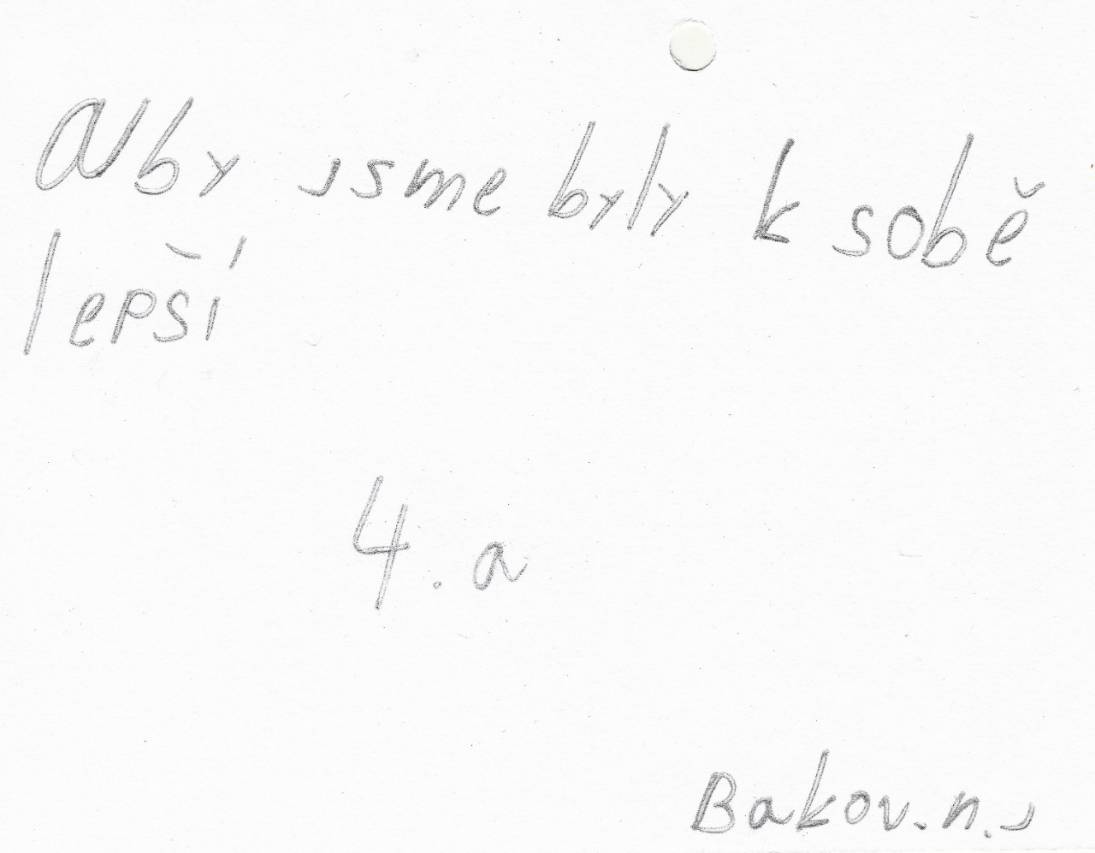 Aby jsme byly k sobě
lepší
4. a
Bakov. n. J